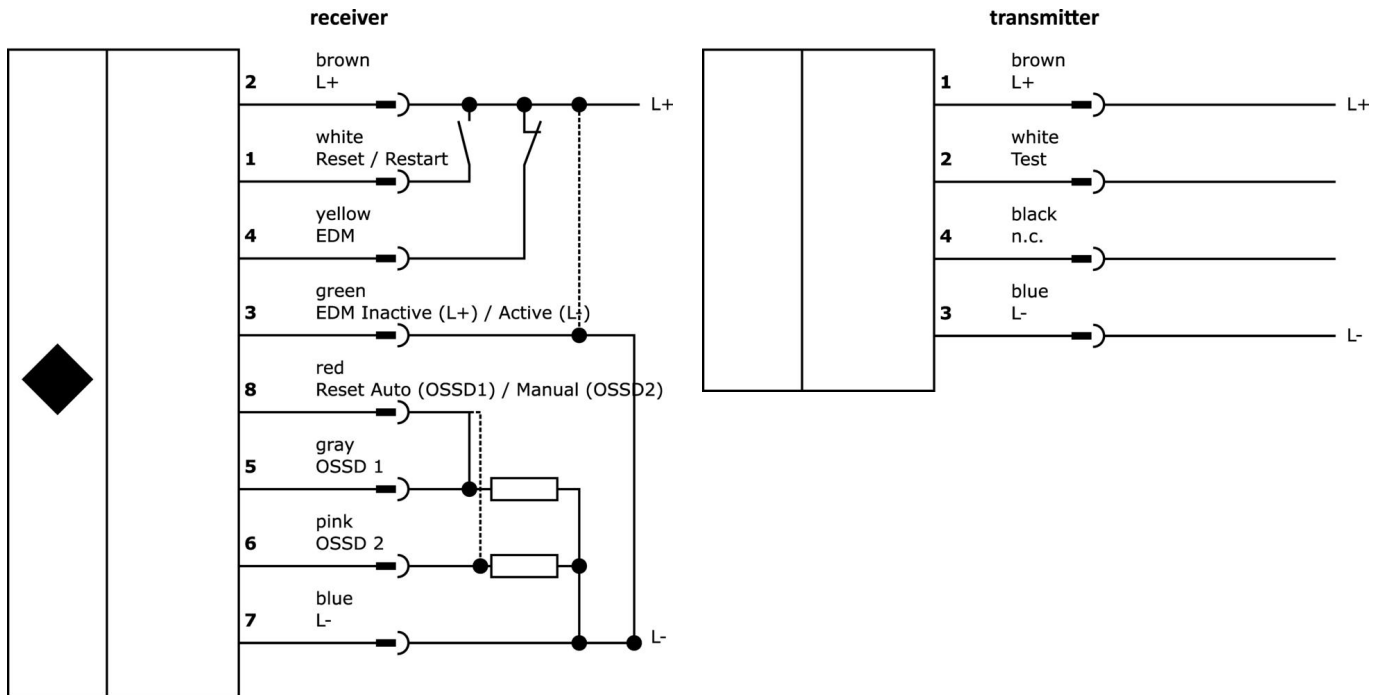 receiver
brown
2 L+ L+
white
1 Reset / Restart
yellow
4 EDM
green
3 EDM Inactive (L+) / Active (L-)
red
8 Reset Auto (OSSD1) / Manual (OSSD2)
gray
5 OSSD 1
pink
6 OSSD 2
blue
7 L- L-
transmitter
brown
1 L+ L+
white
2 Test
black
4 n.c.
blue
3 L- L-